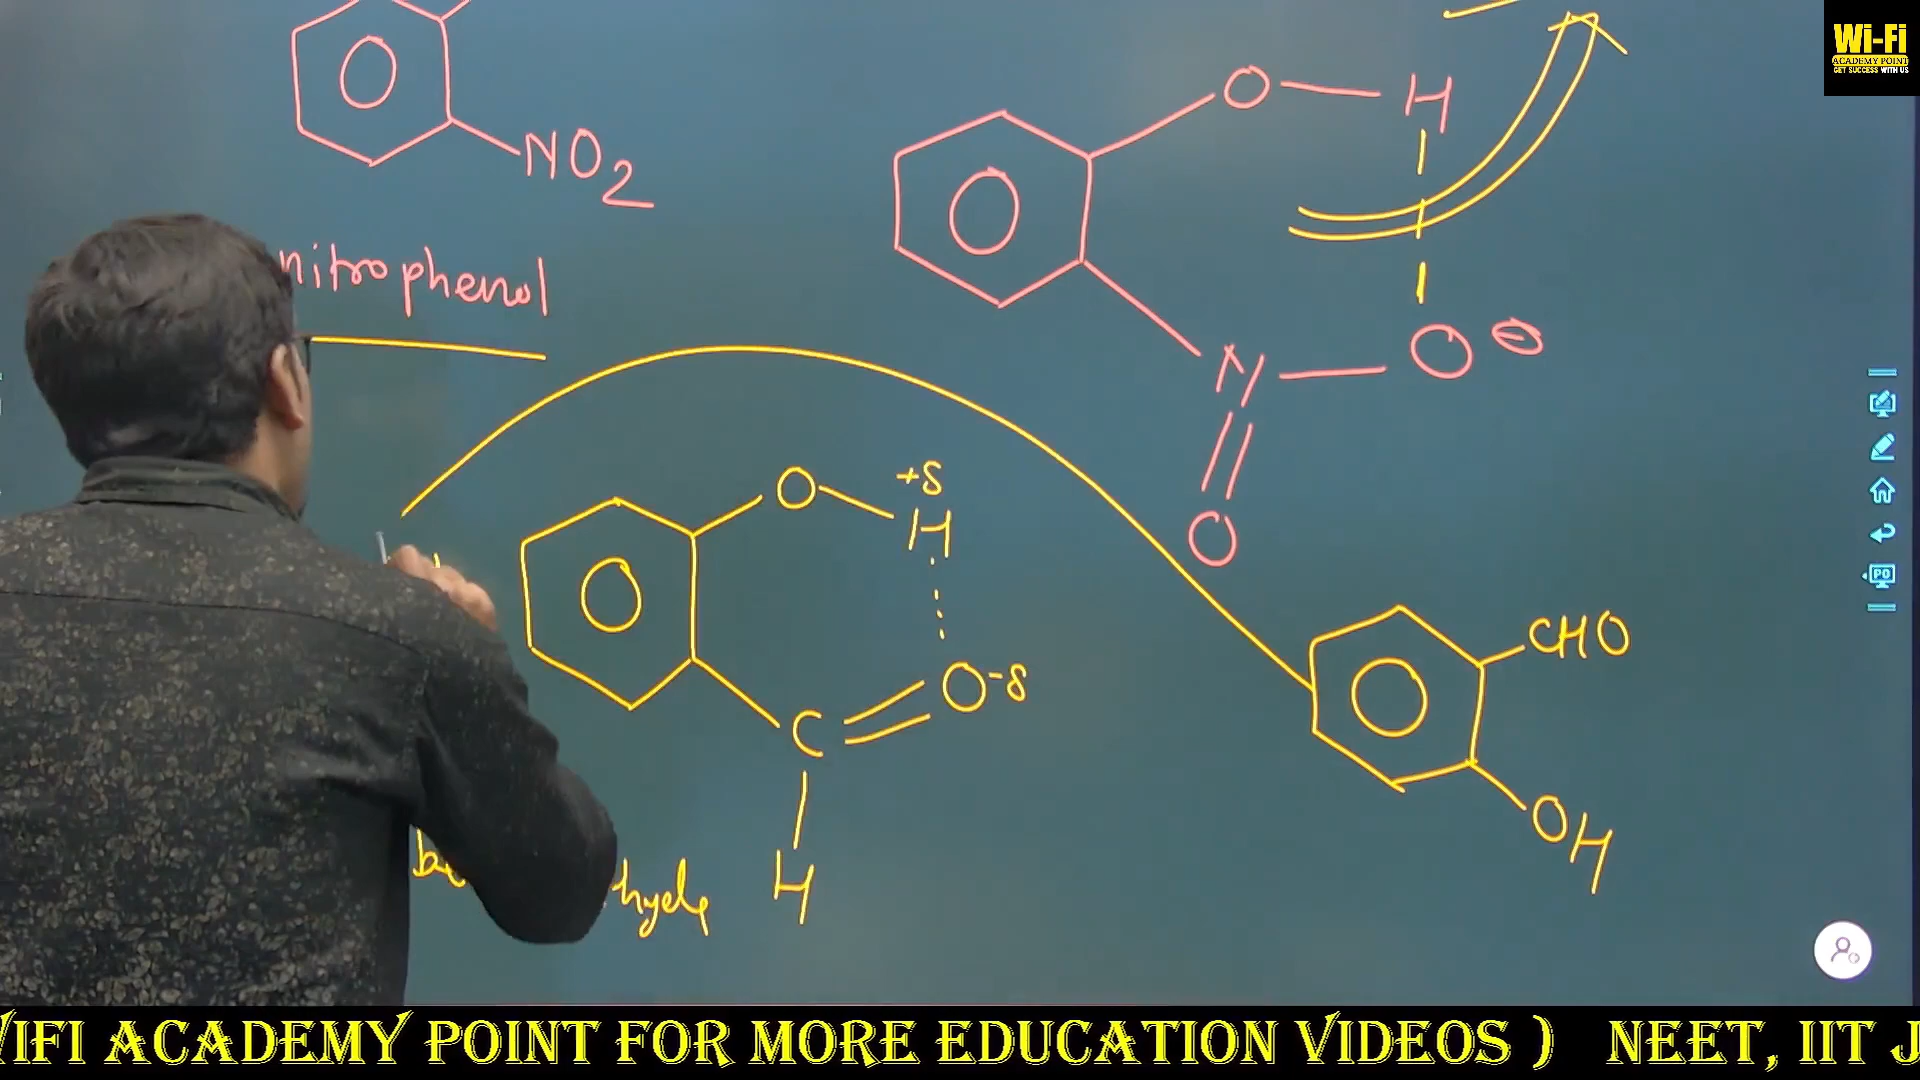 Wi-Fi
ACADEMY POINT
GET SUCCESS WITH US
O H
NO2
nitrophenol
O ⊖
N
O
O H +δ
O -δ
C
H
CHO
OH
PO
WIFI ACADEMY POINT FOR MORE EDUCATION VIDEOS ) NEET, IIT J